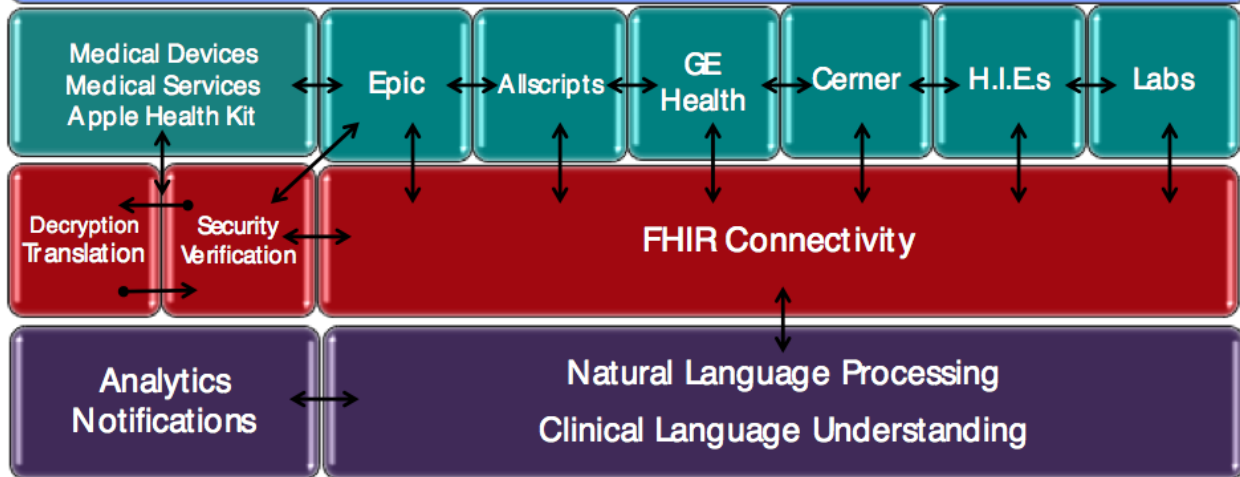 Medical Devices
Medical Services
Apple Health Kit
Epic
Allscripts
GE
Health
Cerner
H.I.E.s
Labs
Decryption
Translation
Security
Verification
FHIR Connectivity
Analytics
Notifications
Natural Language Processing
Clinical Language Understanding